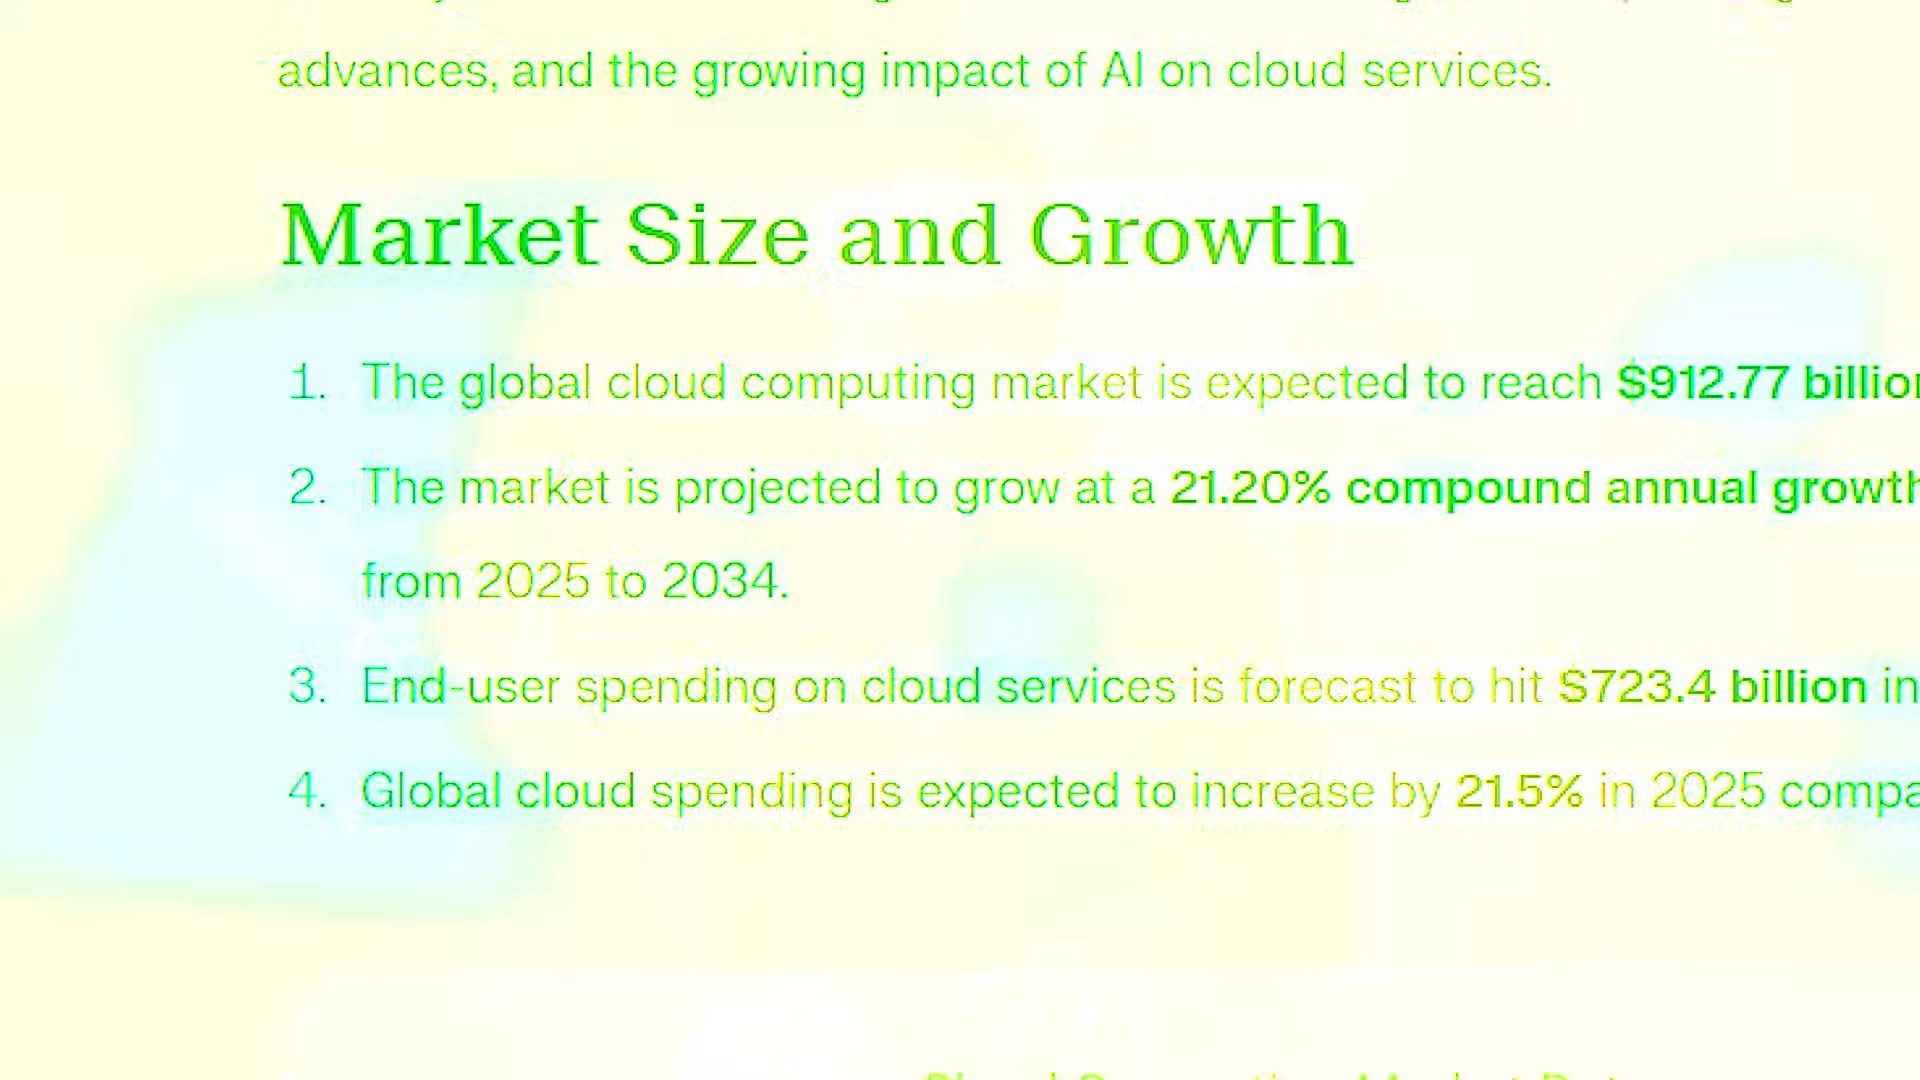 advances, and the growing impact of AI on cloud services.
Market Size and Growth
1. The global cloud computing market is expected to reach $912.77 billion
2. The market is projected to grow at a 21.20% compound annual growth
from 2025 to 2034.
3. End-user spending on cloud services is forecast to hit $723.4 billion in
4. Global cloud spending is expected to increase by 21.5% in 2025 compa